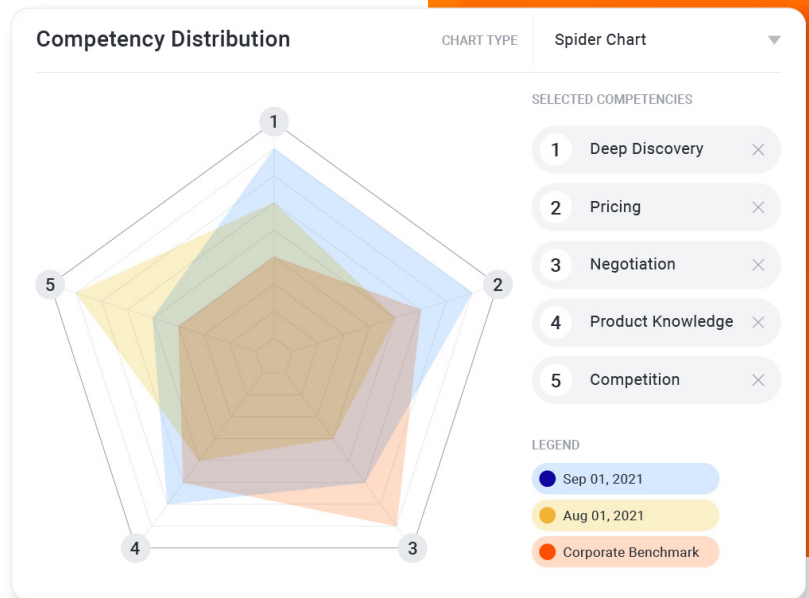 Competency Distribution
CHART TYPE
Spider Chart
1
2
3
4
5
SELECTED COMPETENCIES
1 Deep Discovery
2 Pricing
3 Negotiation
4 Product Knowledge
5 Competition
LEGEND
Sep 01, 2021
Aug 01, 2021
Corporate Benchmark